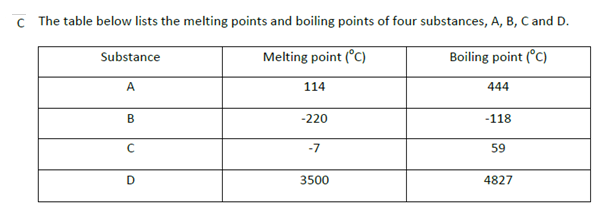 C The table below lists the melting points and boiling points of four substances, A, B, C and D.
Substance Melting point (°C) Boiling point (°C)
A 114 444
B -220 -118
C -7 59
D 3500 4827